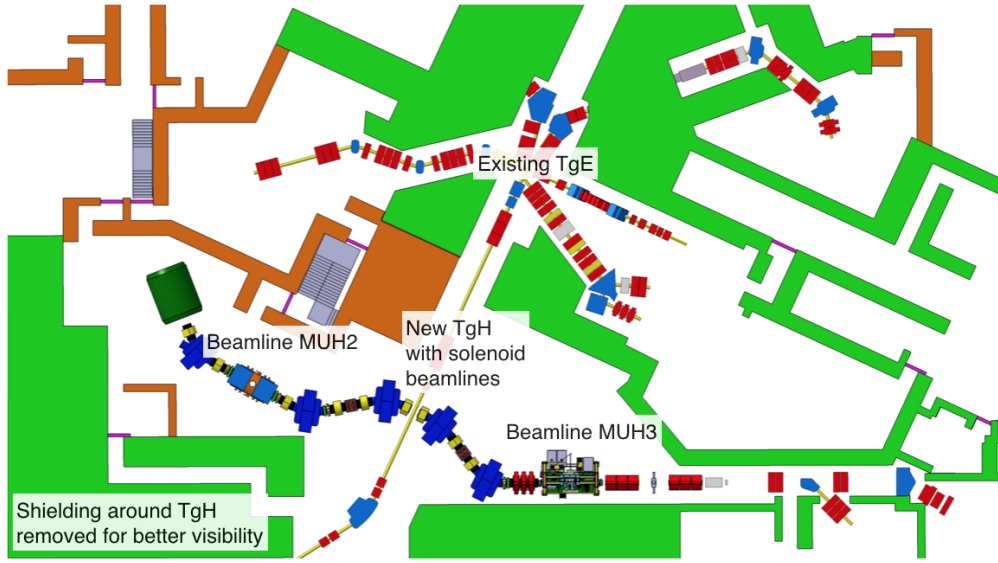 Existing TgE
New TgH
with solenoid
beamlines
Beamline MUH2
Beamline MUH3
Shielding around TgH
removed for better visibility